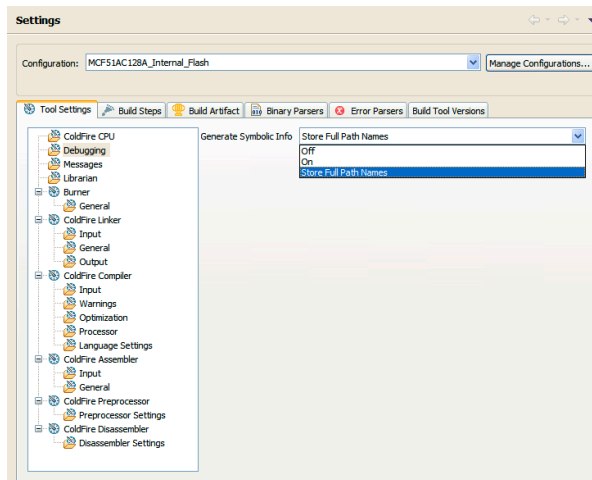 Settings
Configuration: MCF51AC128A_Internal_Flash Manage Configurations...
Tool Settings Build Steps Build Artifact Binary Parsers Error Parsers Build Tool Versions
ColdFire CPU
Debugging
Messages
Librarian
Burner
General
ColdFire Linker
Input
General
Output
ColdFire Compiler
Input
Warnings
Optimization
Processor
Language Settings
ColdFire Assembler
Input
General
ColdFire Preprocessor
Preprocessor Settings
ColdFire Disassembler
Disassembler Settings
Generate Symbolic Info Store Full Path Names
Off
On
Store Full Path Names